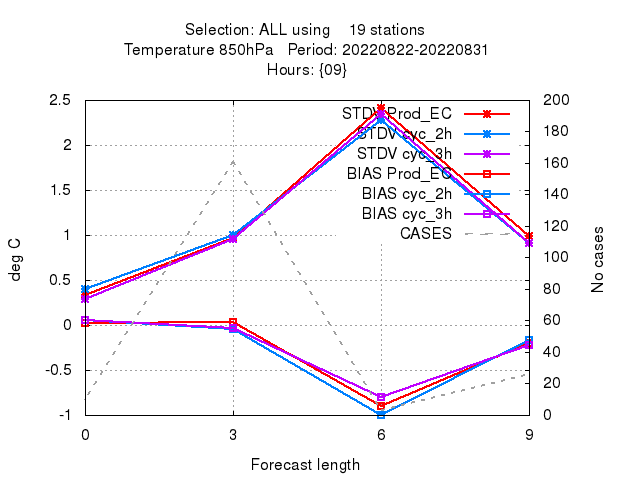 Selection: ALL using 19 stations
Temperature 850hPa Period: 20220822-20220831
Hours: {09}
2.5
2
1.5
1
0.5
0
-0.5
-1
deg C
200
180
160
140
120
100
80
60
40
20
0
No cases
STDV Prod_EC
STDV cyc_2h
STDV cyc_3h
BIAS Prod_EC
BIAS cyc_2h
BIAS cyc_3h
CASES
0 3 6 9
Forecast length